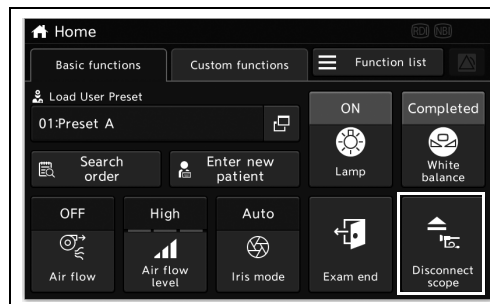 Home
RDI NBI
Basic functions
Custom functions
Function list
Load User Preset
01:Preset A
Search
order
Enter new
patient
ON
Lamp
Completed
White
balance
OFF
Air flow
High
Air flow
level
Auto
Iris mode
Exam end
Disconnect
scope